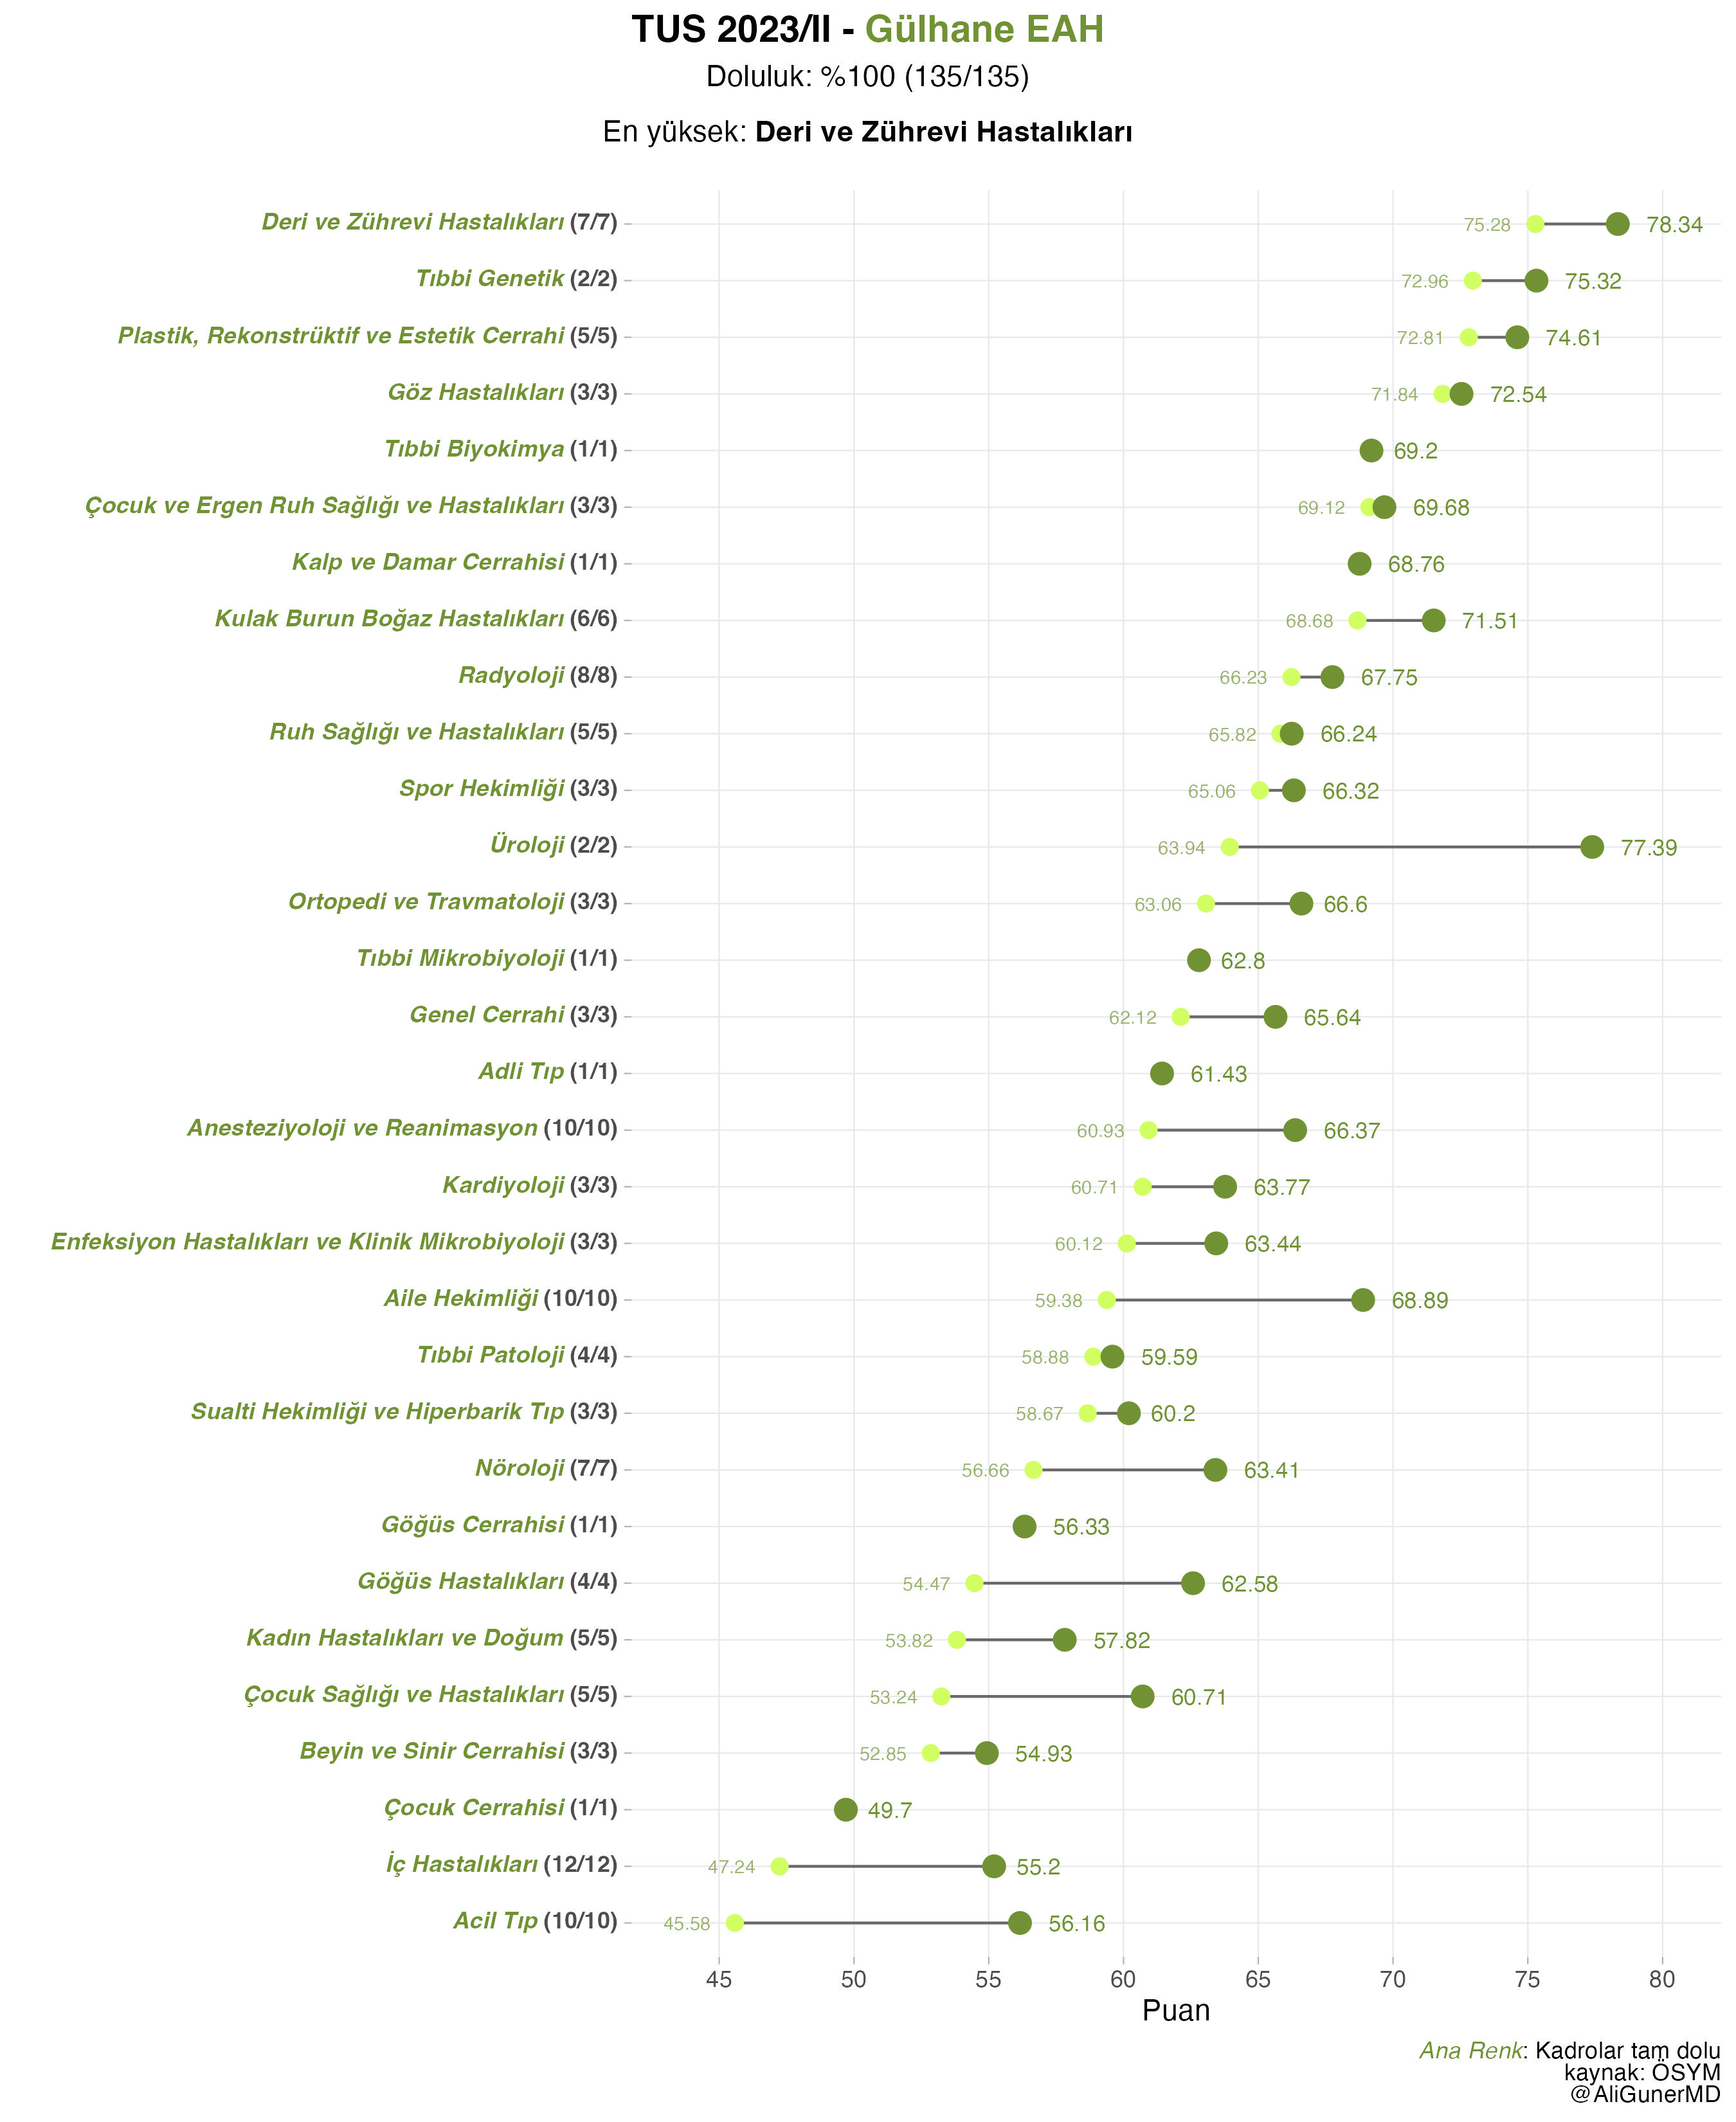 TUS 2023/II - Gülhane EAH
Doluluk: %100 (135/135)
En yüksek: Deri ve Zührevi Hastalıkları
Deri ve Zührevi Hastalıkları (7/7) 75.28 78.34
Tıbbi Genetik (2/2) 72.96 75.32
Plastik, Rekonstrüktif ve Estetik Cerrahi (5/5) 72.81 74.61
Göz Hastalıkları (3/3) 71.84 72.54
Tıbbi Biyokimya (1/1) 69.2
Çocuk ve Ergen Ruh Sağlığı ve Hastalıkları (3/3) 69.12 69.68
Kalp ve Damar Cerrahisi (1/1) 68.76
Kulak Burun Boğaz Hastalıkları (6/6) 68.68 71.51
Radyoloji (8/8) 66.23 67.75
Ruh Sağlığı ve Hastalıkları (5/5) 65.82 66.24
Spor Hekimliği (3/3) 65.06 66.32
Üroloji (2/2) 63.94 77.39
Ortopedi ve Travmatoloji (3/3) 63.06 66.6
Tıbbi Mikrobiyoloji (1/1) 62.8
Genel Cerrahi (3/3) 62.12 65.64
Adli Tıp (1/1) 61.43
Anesteziyoloji ve Reanimasyon (10/10) 60.93 66.37
Kardiyoloji (3/3) 60.71 63.77
Enfeksiyon Hastalıkları ve Klinik Mikrobiyoloji (3/3) 60.12 63.44
Aile Hekimliği (10/10) 59.38 68.89
Tıbbi Patoloji (4/4) 58.88 59.59
Sualti Hekimliği ve Hiperbarik Tıp (3/3) 58.67 60.2
Nöroloji (7/7) 56.66 63.41
Göğüs Cerrahisi (1/1) 56.33
Göğüs Hastalıkları (4/4) 54.47 62.58
Kadın Hastalıkları ve Doğum (5/5) 53.82 57.82
Çocuk Sağlığı ve Hastalıkları (5/5) 53.24 60.71
Beyin ve Sinir Cerrahisi (3/3) 52.85 54.93
Çocuk Cerrahisi (1/1) 49.7
İç Hastalıkları (12/12) 47.24 55.2
Acil Tıp (10/10) 45.58 56.16
45 50 55 60 65 70 75 80
Puan
Ana Renk: Kadrolar tam dolu
kaynak: ÖSYM
@AliGunerMD